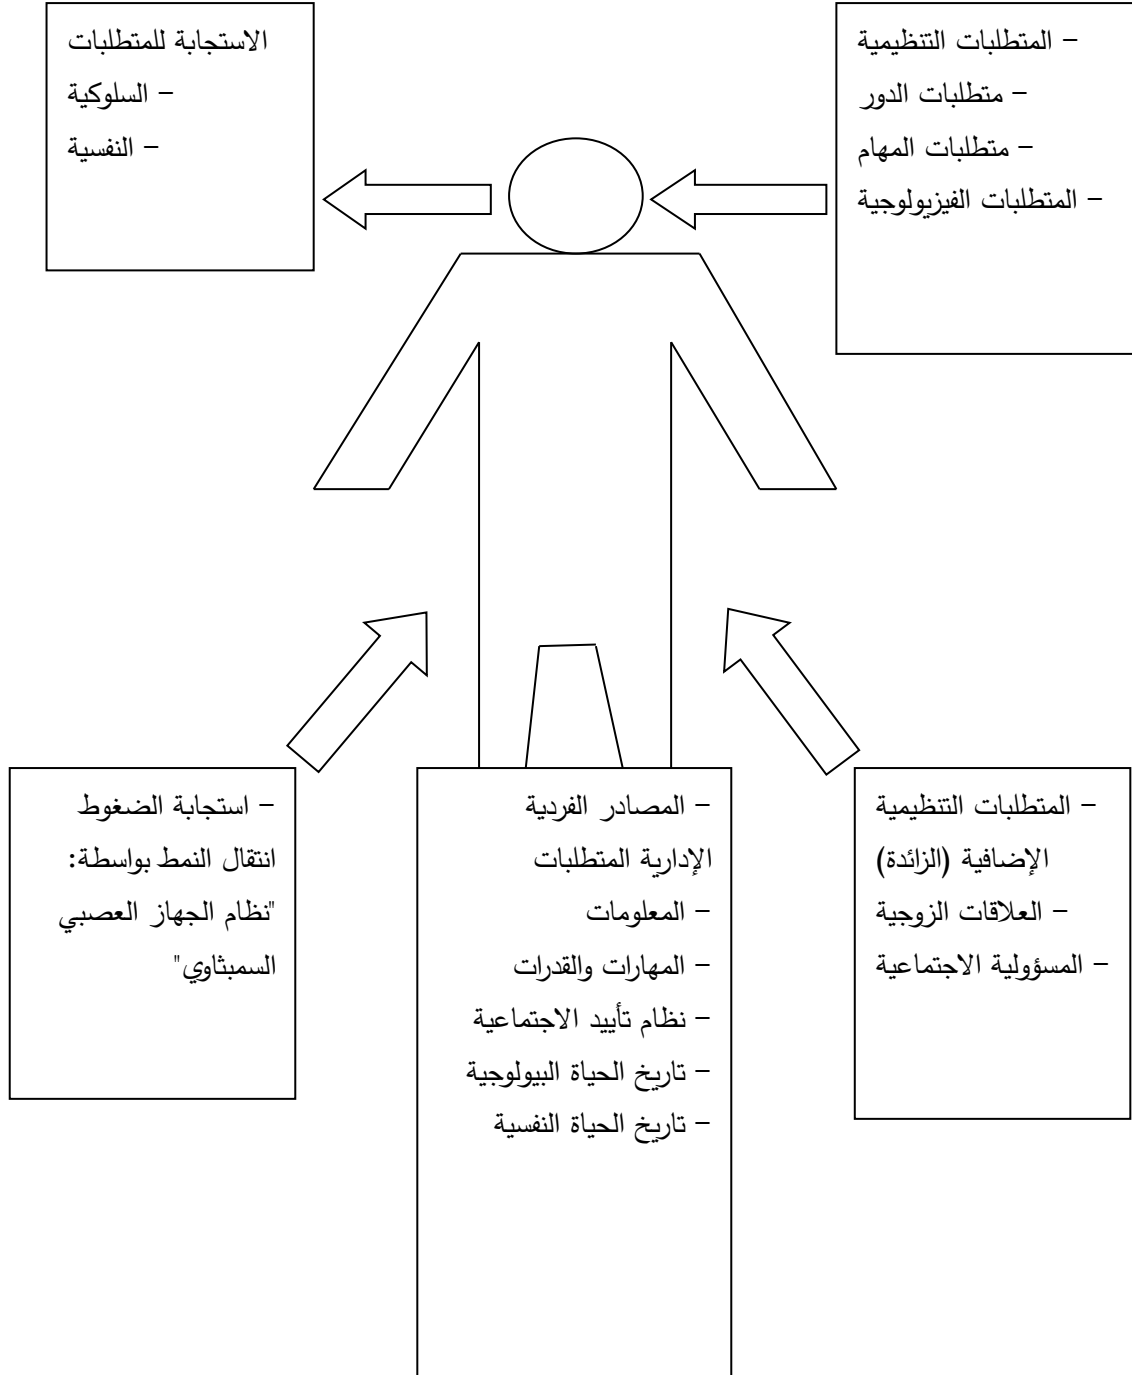 - المتطلبات التنظيمية
- متطلبات الدور
- متطلبات المهام
- المتطلبات الفيزيولوجية
الاستجابة للمتطلبات
- السلوكية
- النفسية
- المتطلبات التنظيمية
الإضافية (الزائدة)
- العلاقات الزوجية
- المسؤولية الاجتماعية
- المصادر الفردية
الإدارية المتطلبات
- المعلومات
- المهارات والقدرات
- نظام تأييد الاجتماعية
- تاريخ الحياة البيولوجية
- تاريخ الحياة النفسية
- استجابة الضغوط
انتقال النمط بواسطة:
"نظام الجهاز العصبي
السمبثاوي"